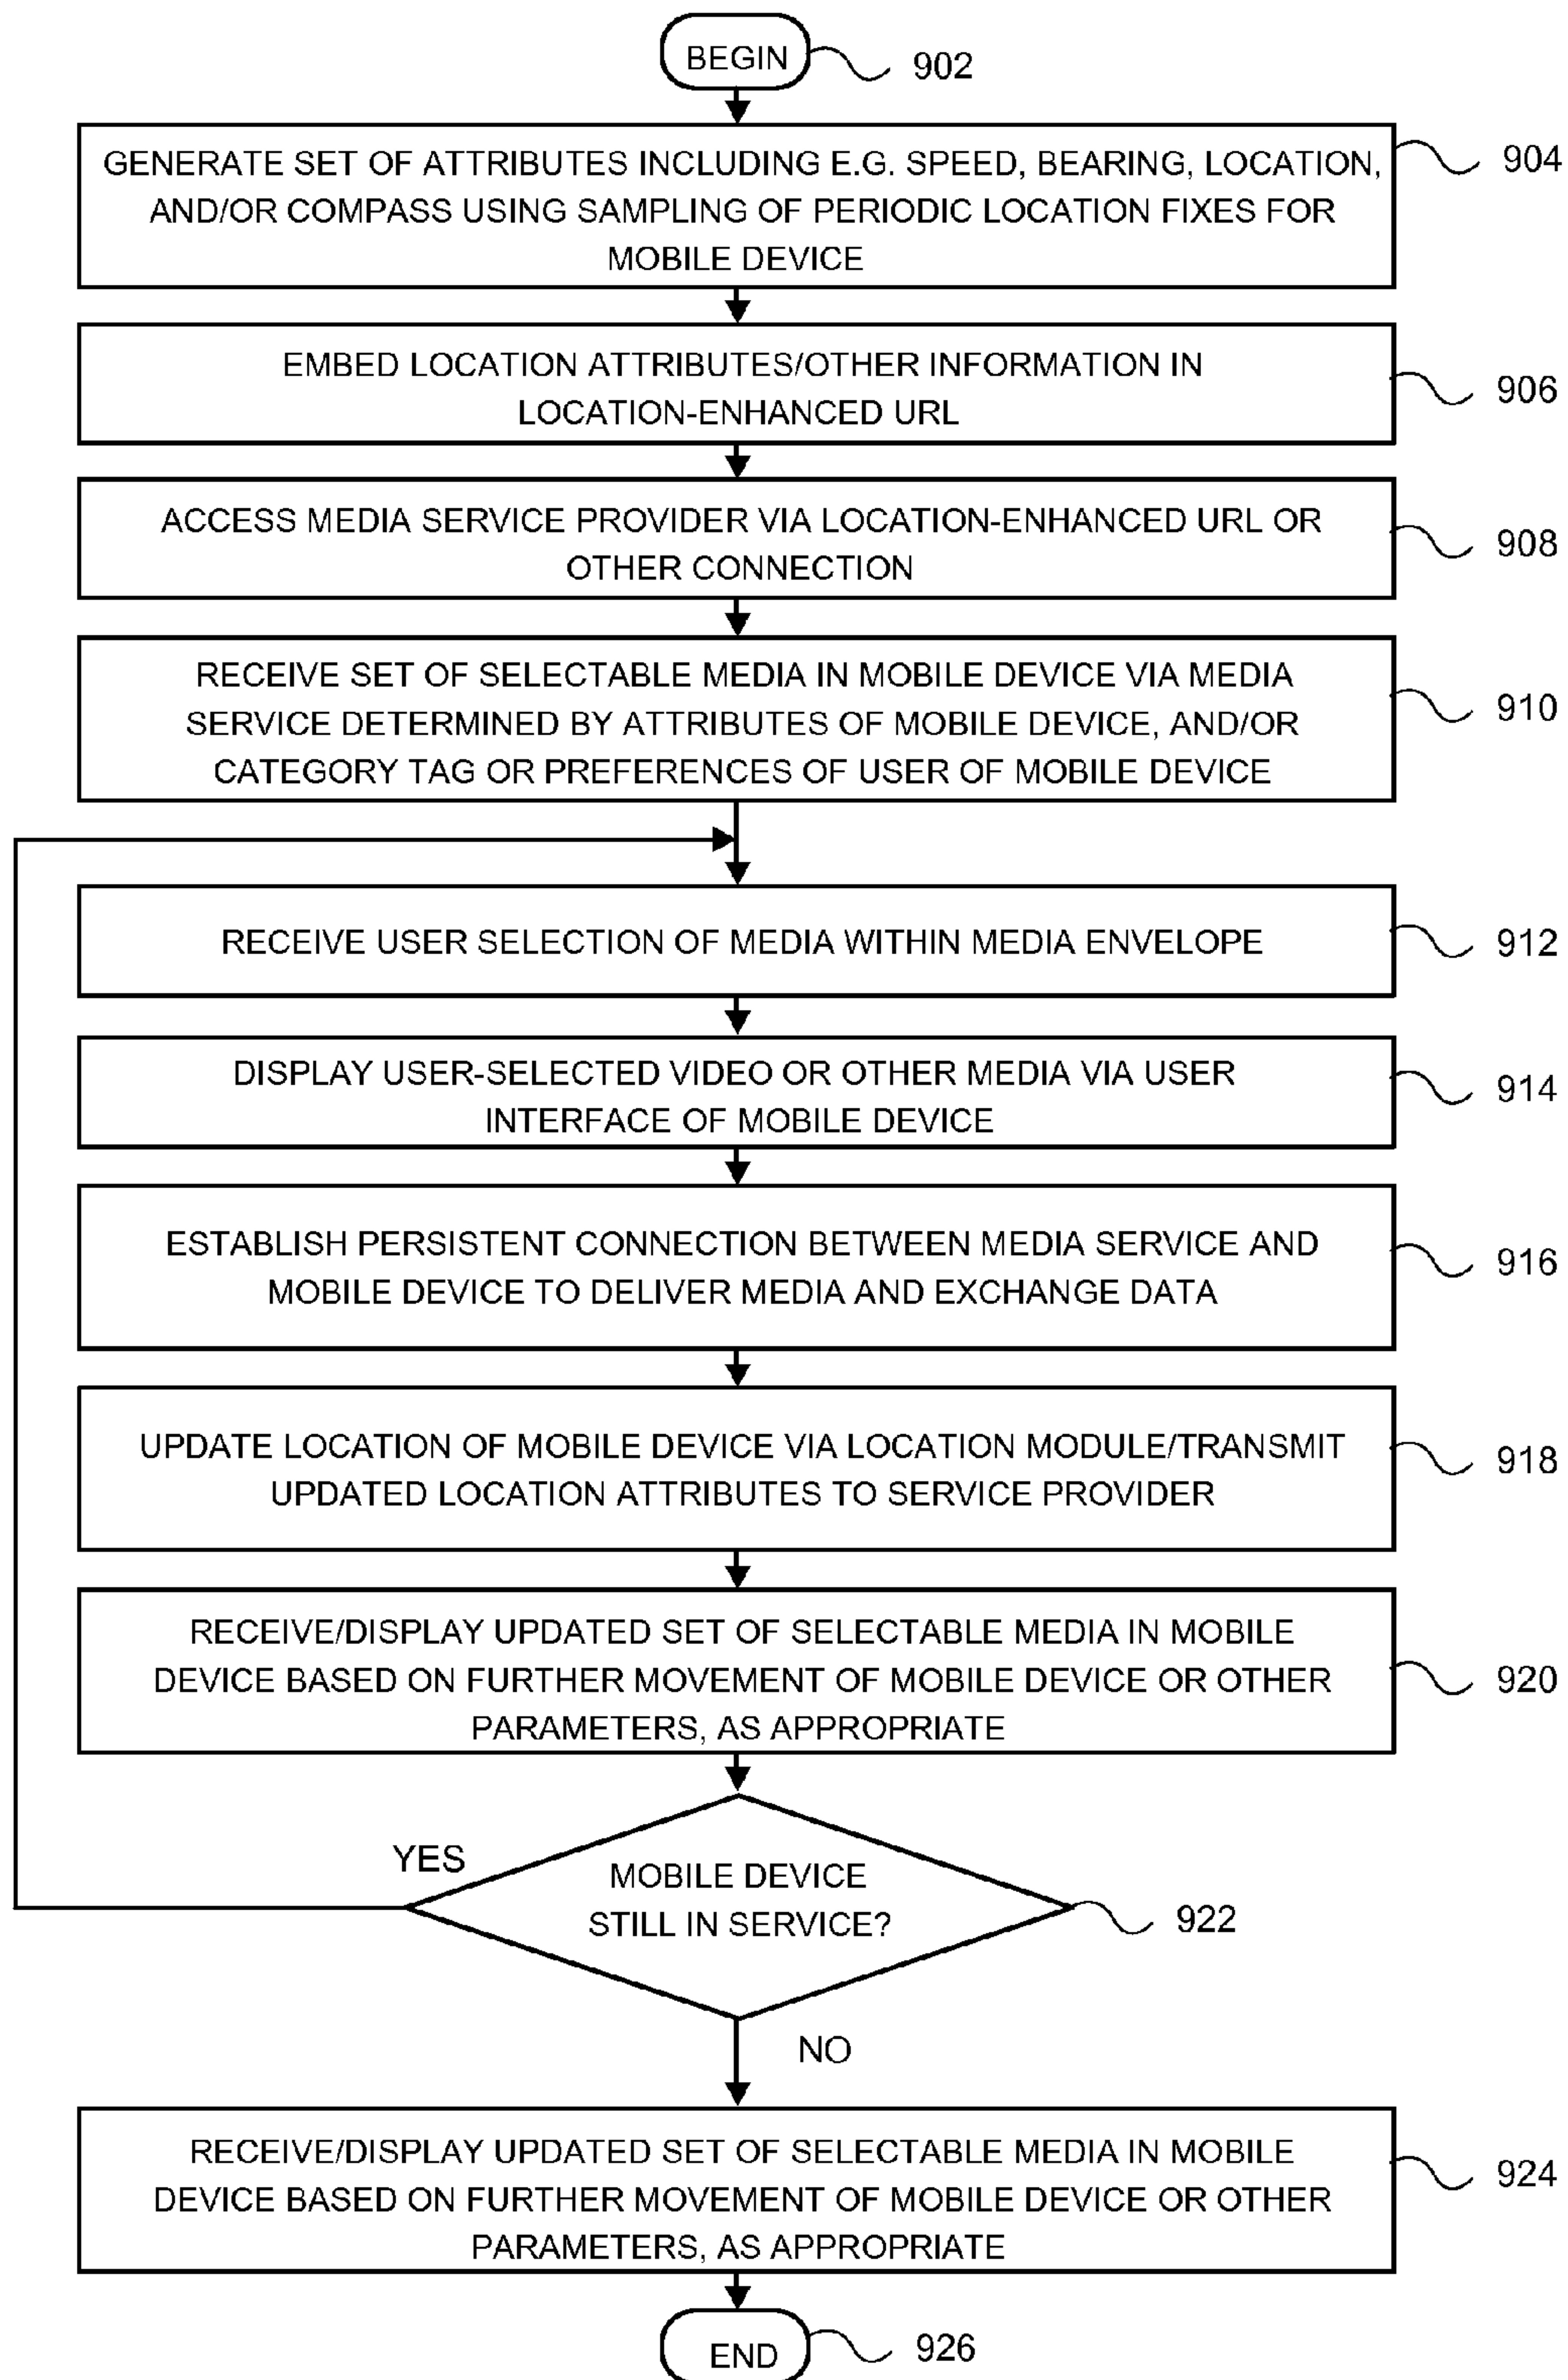 BEGIN
902
GENERATE SET OF ATTRIBUTES INCLUDING E.G. SPEED, BEARING, LOCATION,
AND/OR COMPASS USING SAMPLING OF PERIODIC LOCATION FIXES FOR
MOBILE DEVICE
904
EMBED LOCATION ATTRIBUTES/OTHER INFORMATION IN
LOCATION-ENHANCED URL
906
ACCESS MEDIA SERVICE PROVIDER VIA LOCATION-ENHANCED URL OR
OTHER CONNECTION
908
RECEIVE SET OF SELECTABLE MEDIA IN MOBILE DEVICE VIA MEDIA
SERVICE DETERMINED BY ATTRIBUTES OF MOBILE DEVICE, AND/OR
CATEGORY TAG OR PREFERENCES OF USER OF MOBILE DEVICE
910
RECEIVE USER SELECTION OF MEDIA WITHIN MEDIA ENVELOPE
912
DISPLAY USER-SELECTED VIDEO OR OTHER MEDIA VIA USER
INTERFACE OF MOBILE DEVICE
914
ESTABLISH PERSISTENT CONNECTION BETWEEN MEDIA SERVICE AND
MOBILE DEVICE TO DELIVER MEDIA AND EXCHANGE DATA
916
UPDATE LOCATION OF MOBILE DEVICE VIA LOCATION MODULE/TRANSMIT
UPDATED LOCATION ATTRIBUTES TO SERVICE PROVIDER
918
RECEIVE/DISPLAY UPDATED SET OF SELECTABLE MEDIA IN MOBILE
DEVICE BASED ON FURTHER MOVEMENT OF MOBILE DEVICE OR OTHER
PARAMETERS, AS APPROPRIATE
920
YES
MOBILE DEVICE
STILL IN SERVICE?
922
NO
RECEIVE/DISPLAY UPDATED SET OF SELECTABLE MEDIA IN MOBILE
DEVICE BASED ON FURTHER MOVEMENT OF MOBILE DEVICE OR OTHER
PARAMETERS, AS APPROPRIATE
924
END
926